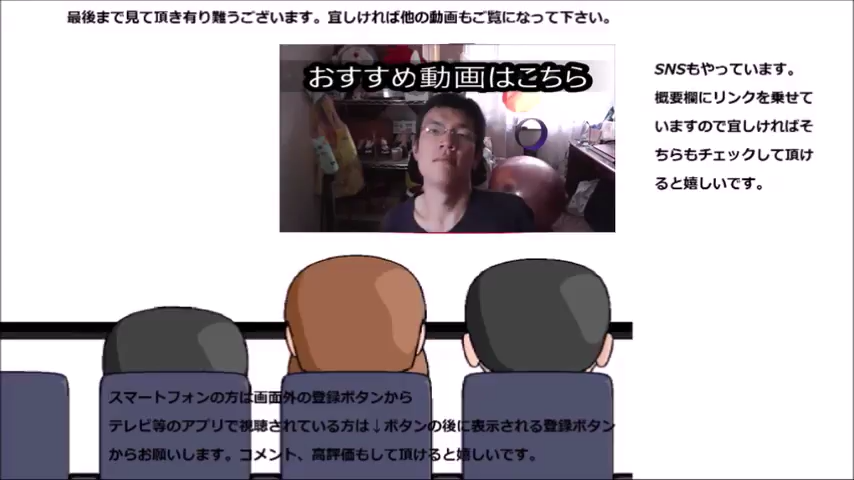 最後まで見て頂き有り難うございます。宜しければ他の動画もご覧になって下さい。
おすすめ動画はこちら
SNSもやっています。
概要欄にリンクを乗せて
いますので宜しければそ
ちらもチェックして頂け
ると嬉しいです。
スマートフォンの方は画面外の登録ボタンから
テレビ等のアプリで視聴されている方は↓ボタンの後に表示される登録ボタン
からお願いします。コメント、高評価もして頂けると嬉しいです。